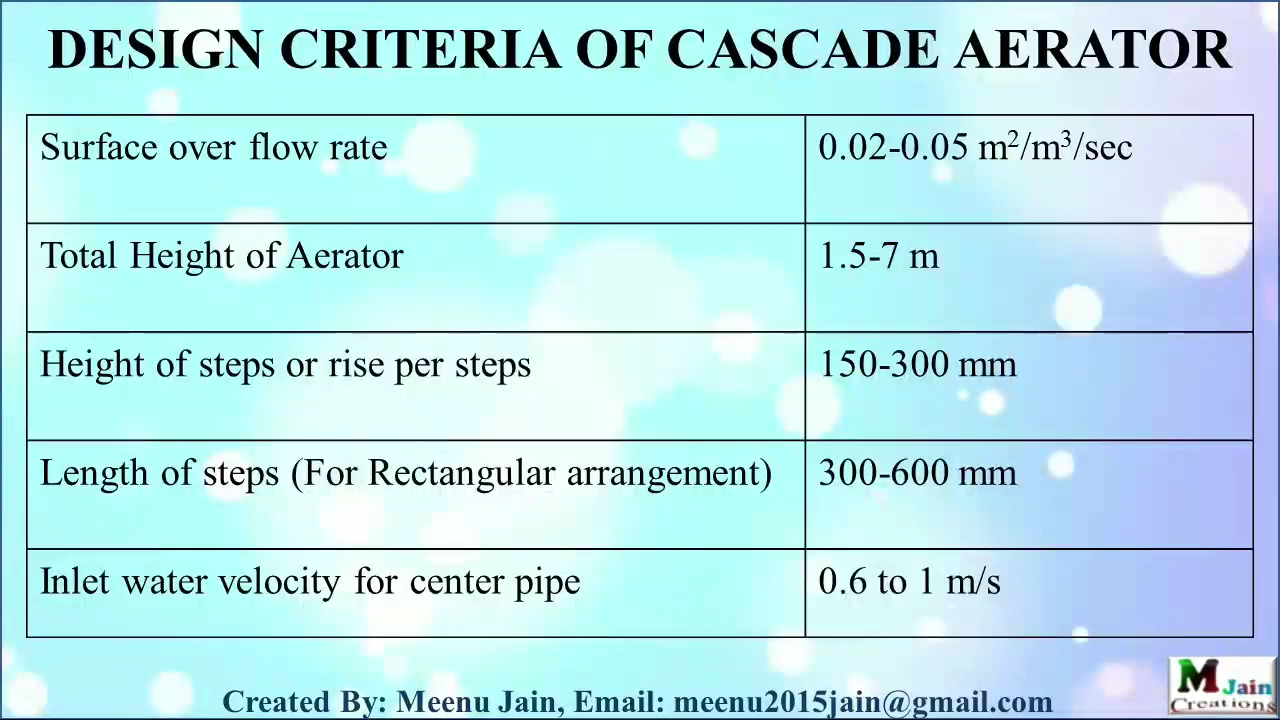 DESIGN CRITERIA OF CASCADE AERATOR
Surface over flow rate 0.02-0.05 m²/m³/sec
Total Height of Aerator 1.5-7 m
Height of steps or rise per steps 150-300 mm
Length of steps (For Rectangular arrangement) 300-600 mm
Inlet water velocity for center pipe 0.6 to 1 m/s
Created By: Meenu Jain, Email: meenu2015jain@gmail.com
M Jain
Creations